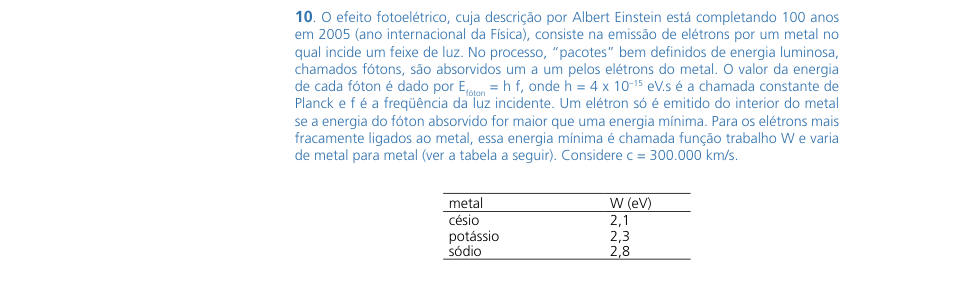 10. O efeito fotoelétrico, cuja descrição por Albert Einstein está completando 100 anos
em 2005 (ano internacional da Física), consiste na emissão de elétrons por um metal no
qual incide um feixe de luz. No processo, “pacotes” bem definidos de energia luminosa,
chamados fótons, são absorvidos um a um pelos elétrons do metal. O valor da energia
de cada fóton é dado por E_fóton = h f, onde h = 4 x 10⁻¹⁵ eV.s é a chamada constante de
Planck e f é a freqüência da luz incidente. Um elétron só é emitido do interior do metal
se a energia do fóton absorvido for maior que uma energia mínima. Para os elétrons mais
fracamente ligados ao metal, essa energia mínima é chamada função trabalho W e varia
de metal para metal (ver a tabela a seguir). Considere c = 300.000 km/s.
metal W (eV)
césio 2,1
potássio 2,3
sódio 2,8